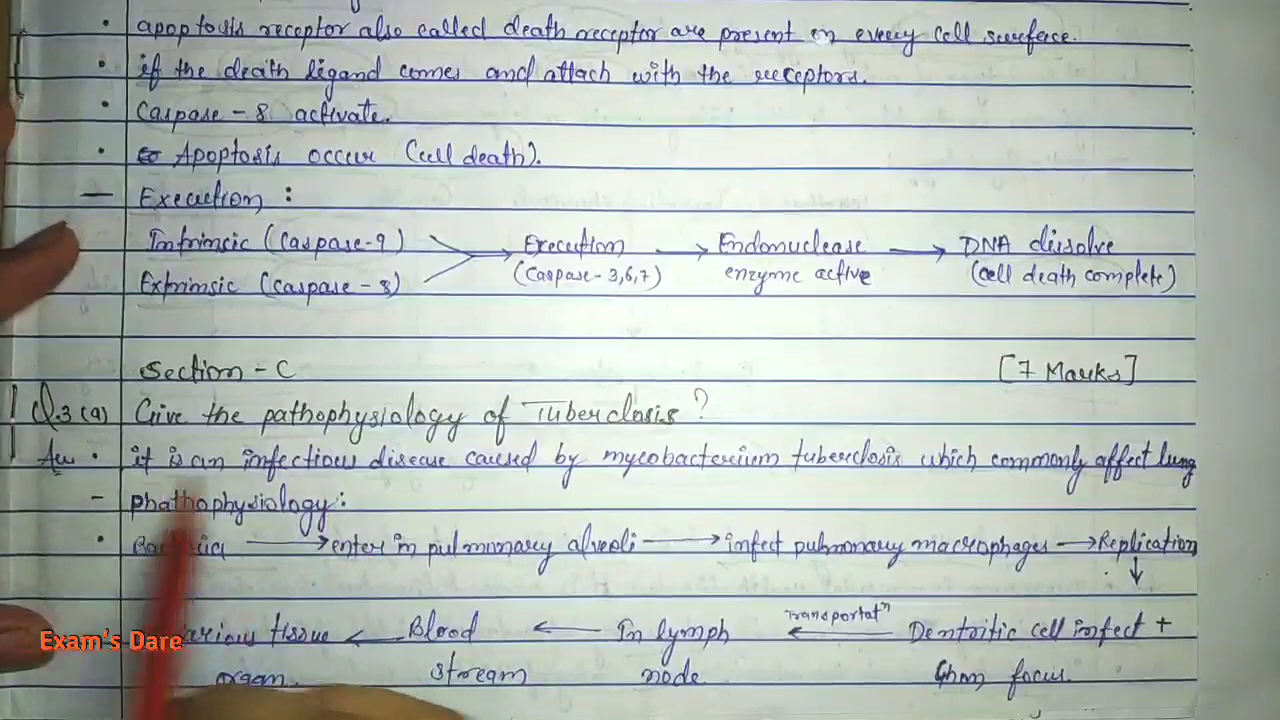 • apoptosis receptor also called death receptor are present on every cell surface.
• if the death ligand comes and attach with the receptors.
• Caspase - 8 activate.
• Apoptosis occur (cell death).
— Execution :
Intrinsic (Caspase-9) Execution → Endonuclease → DNA dissolve
Extrinsic (Caspase - 8) (Caspase - 3,6,7) enzyme active (cell death complete)
Section - C [7 Marks]
Q.3 (a) Give the pathophysiology of Tuberclosis ?
Ans • it is an infectious disease caused by mycobacterium tuberclosis which commonly affect lung
- Phathophysiology:
• → enter in pulmonary alveoli → infect pulmonary macrophages → Replication
↓
Transportatⁿ
tissue ← Blood ← In lymph ← Dentritic cell infect +
organ. stream node Ghon focus.
Exam's Dare